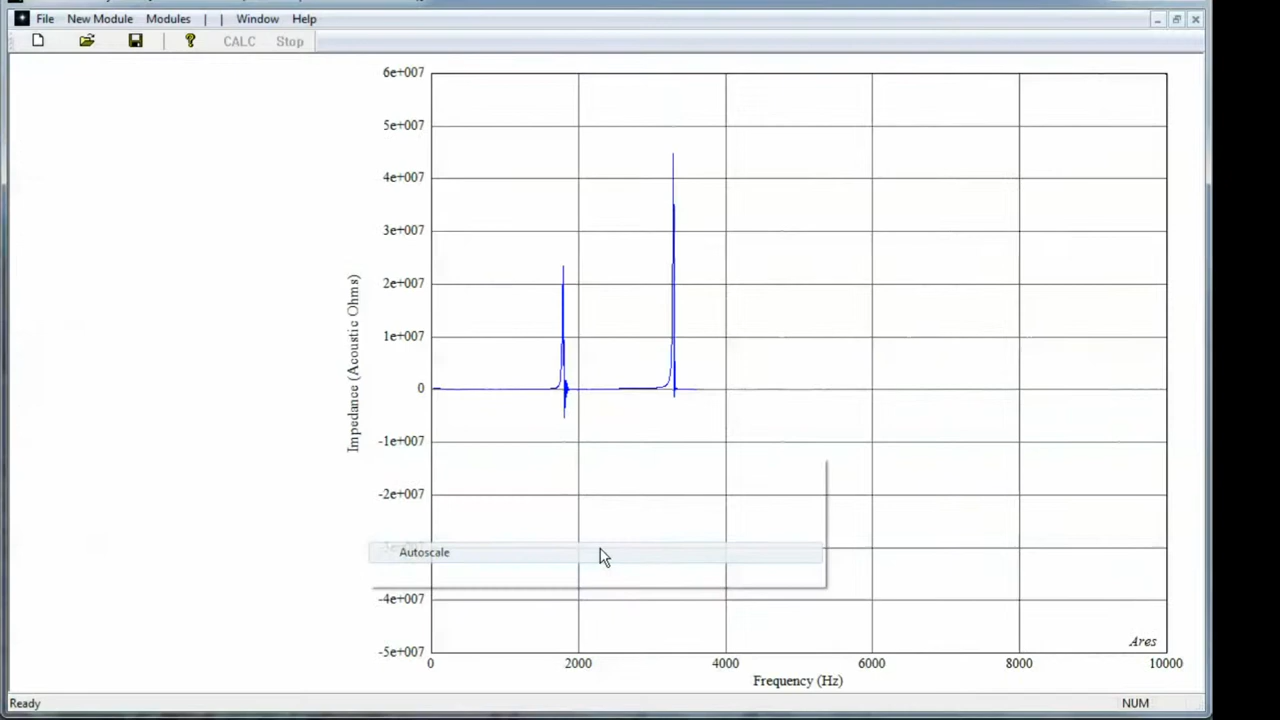 File New Module Modules | | Window Help
CALC Stop
6e+007
5e+007
4e+007
3e+007
2e+007
1e+007
0
-1e+007
-2e+007
Autoscale
-4e+007
-5e+007
Impedance (Acoustic Ohms)
Ares
0 2000 4000 6000 8000 10000
Frequency (Hz)
Ready NUM